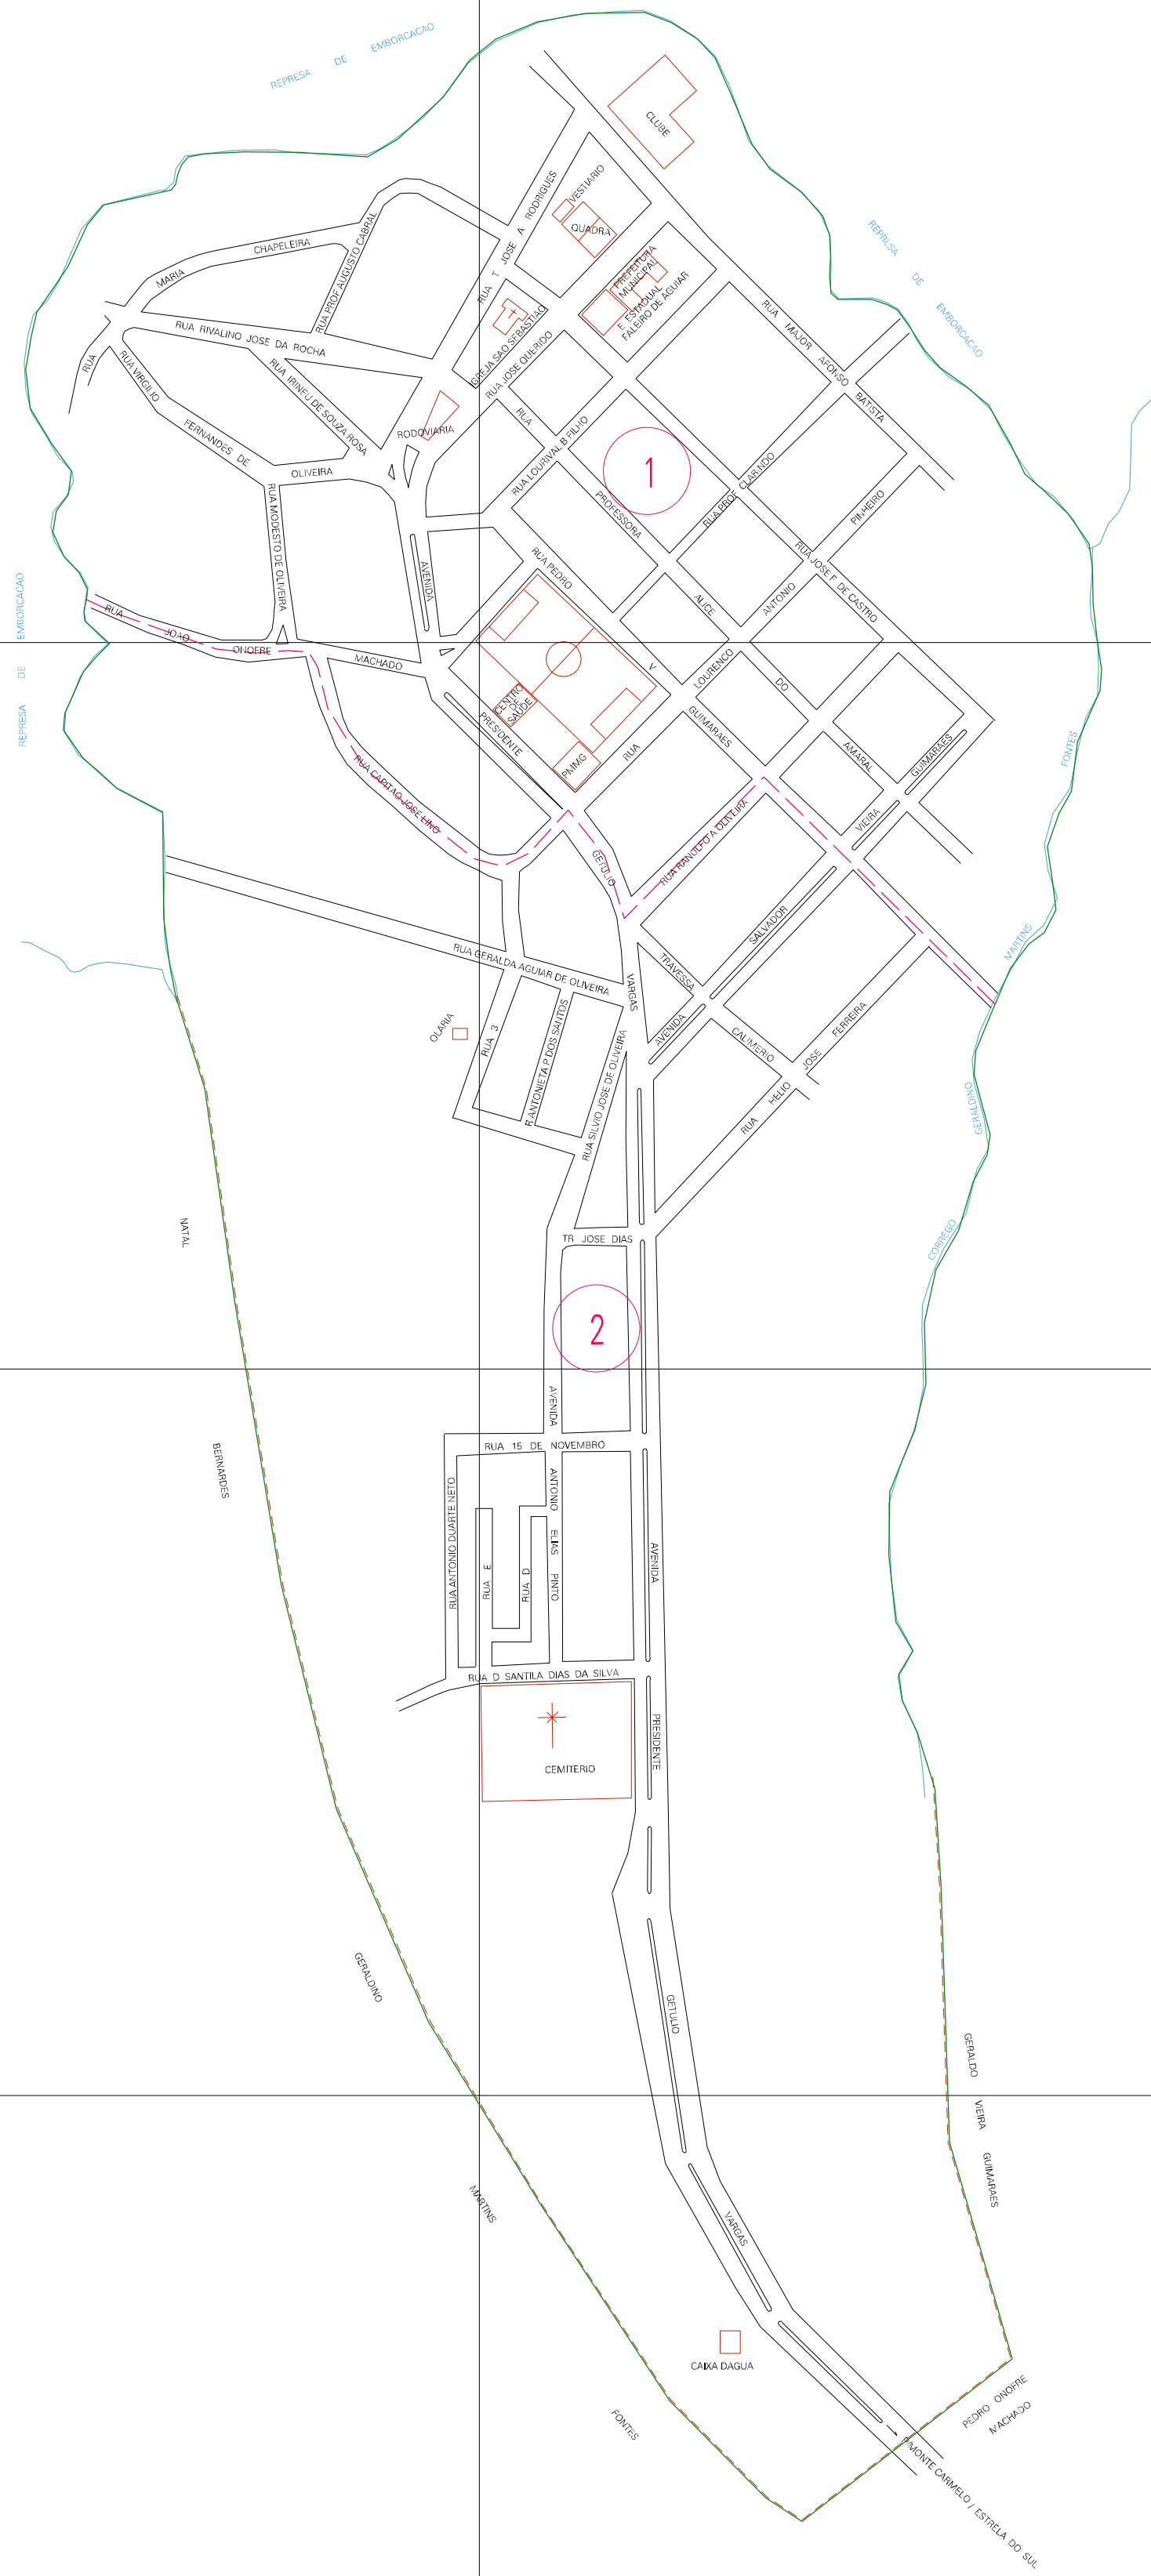 REPRESA DE EMBORCACAO
CLUBE
VESTIARIO
QUADRA
RUA T JOSE A RODRIGUES
RUA PROF AUGUSTO CABRAL
MARIA CHAPELEIRA
REPRESA DE EMBORCACAO
PREFEITURA
MUNICIPAL
E ESTADUAL
FALEIRO DE AGUIAR
IGREJA SAO SEBASTIAO
RUA MAJOR AFONSO BATISTA
RUA RIVALINO JOSE DA ROCHA
RUA
RUA VIRGILIO FERNANDES DE OLIVEIRA
RUA IRINEU DE SOUZA ROSA
RUA JOSE QUERIDO
RODOVIARIA
RUA PROFESSORA ALICE DO AMARAL
RUA LOURIVAL B FILHO
1
RUA PROF CLARINDO
RUA MODESTO DE OLIVEIRA
RUA PEDRO V GUIMARAES
RUA JOSE F DE CASTRO
RUA LOURENCO ANTONIO PINHEIRO
AVENIDA PRESIDENTE GETULIO VARGAS
REPRESA DE EMBORCACAO
RUA JOAO ONOFRE MACHADO
CENTRO
DE
SAUDE
PMMG
RUA CAPITAO JOSE LINO
RUA RANULFO A OLIVEIRA
AVENIDA SALVADOR VIEIRA GUIMARAES
RUA GERALDA AGUIAR DE OLIVEIRA
TRAVESSA CALIMERIO
RUA HELIO JOSE FERREIRA
OLARIA
RUA 3
R ANTONIETA P DOS SANTOS
RUA SILVIO JOSE DE OLIVEIRA
CORREGO GERALDINO MARTINS FONTES
TR JOSE DIAS
2
AVENIDA ANTONIO ELIAS PINTO
RUA 15 DE NOVEMBRO
RUA ANTONIO DUARTE NETO
RUA E
RUA D
RUA D SANTILA DIAS DA SILVA
CEMITERIO
AVENIDA PRESIDENTE GETULIO VARGAS
NATAL BERNARDES
GERALDINO MARTINS FONTES
GERALDO VIEIRA GUIMARAES
CAIXA DAGUA
PEDRO ONOFRE
MACHADO
P/MONTE CARMELO / ESTRELA DO SUL